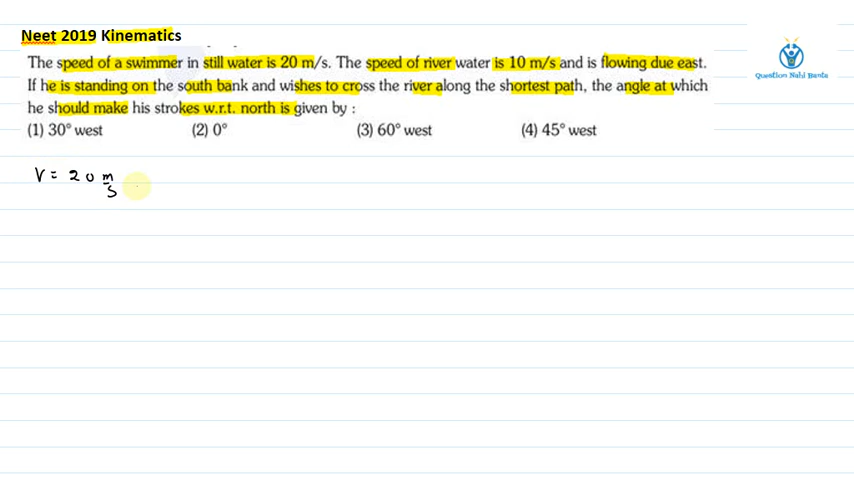 Neet 2019 Kinematics
The speed of a swimmer in still water is 20 m/s. The speed of river water is 10 m/s and is flowing due east.
If he is standing on the south bank and wishes to cross the river along the shortest path, the angle at which
he should make his strokes w.r.t. north is given by :
(1) 30° west (2) 0° (3) 60° west (4) 45° west
V = 20 m/s
Question Nahi Banta